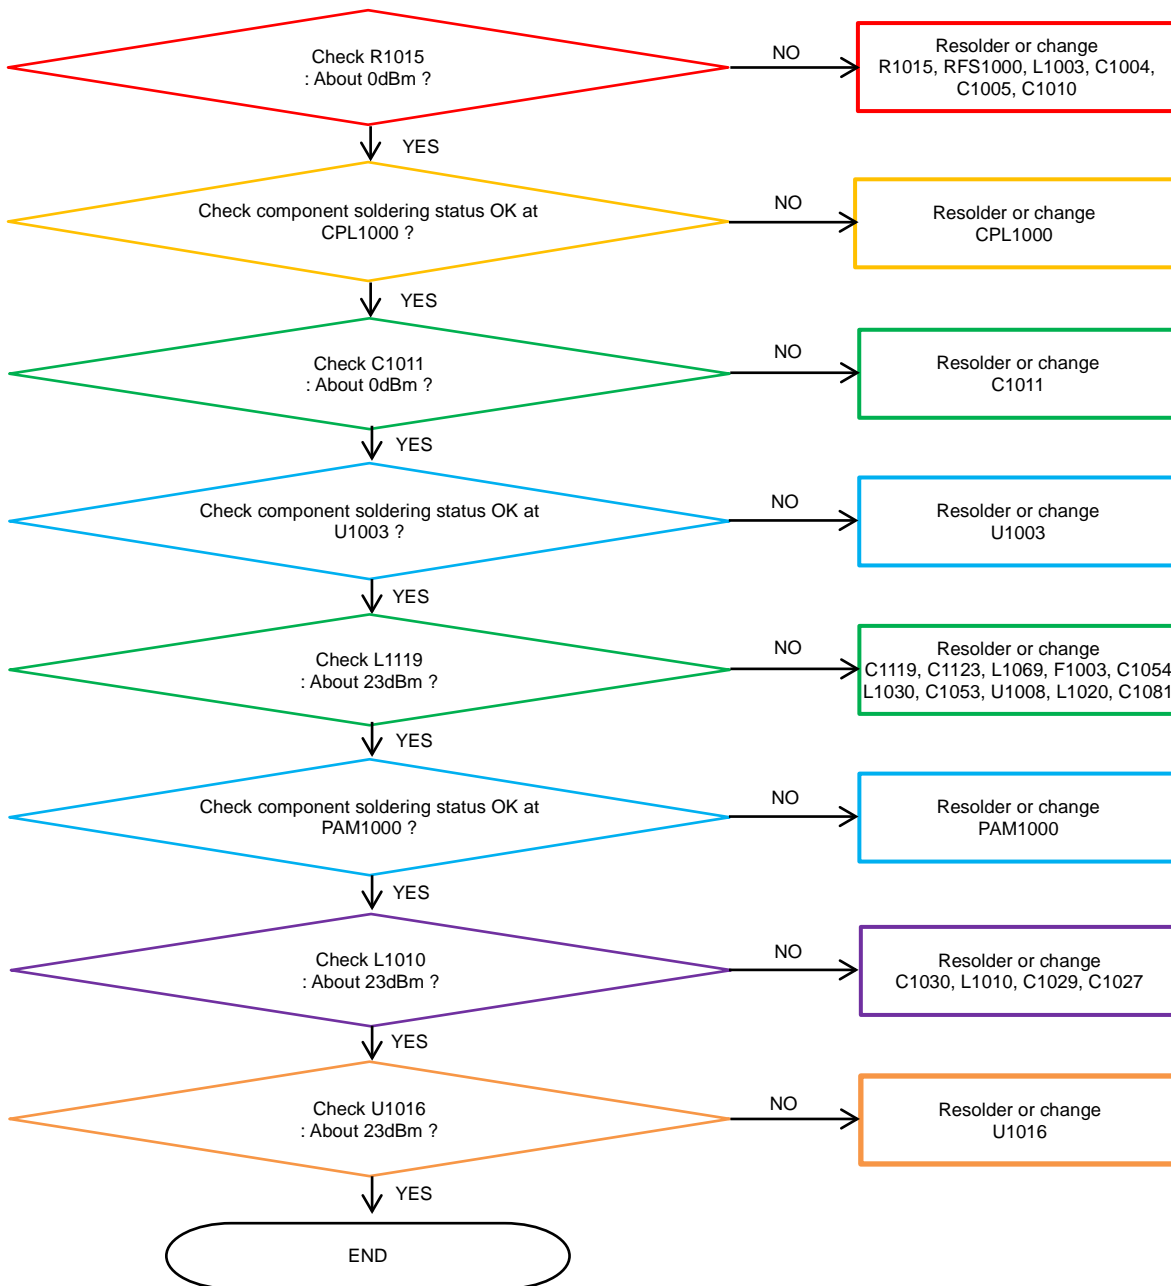 Check R1015
: About 0dBm ?
NO
Resolder or change
R1015, RFS1000, L1003, C1004,
C1005, C1010
YES
Check component soldering status OK at
CPL1000 ?
NO
Resolder or change
CPL1000
YES
Check C1011
: About 0dBm ?
NO
Resolder or change
C1011
YES
Check component soldering status OK at
U1003 ?
NO
Resolder or change
U1003
YES
Check L1119
: About 23dBm ?
NO
Resolder or change
C1119, C1123, L1069, F1003, C1054
L1030, C1053, U1008, L1020, C1081
YES
Check component soldering status OK at
PAM1000 ?
NO
Resolder or change
PAM1000
YES
Check L1010
: About 23dBm ?
NO
Resolder or change
C1030, L1010, C1029, C1027
YES
Check U1016
: About 23dBm ?
NO
Resolder or change
U1016
YES
END